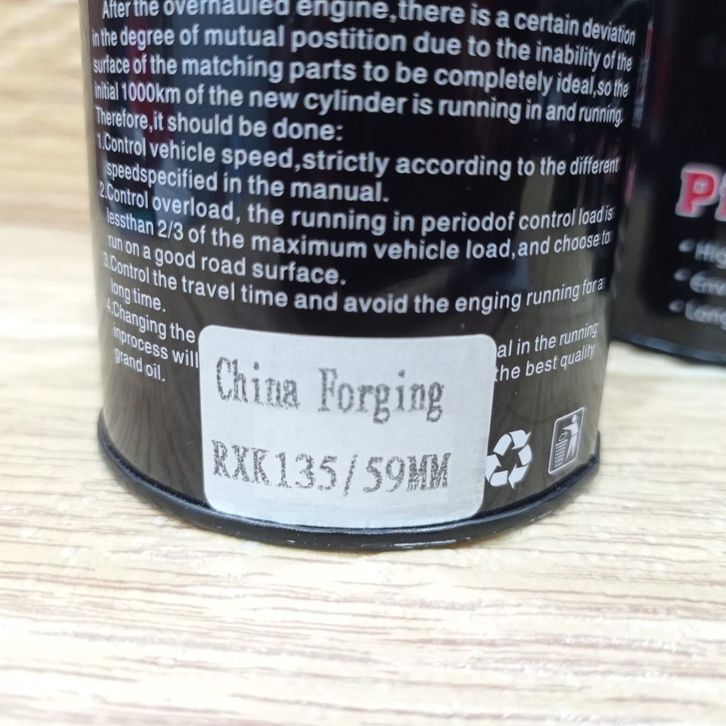 After the overhauled engine,there is a certain deviation
in the degree of mutual postition due to the inability of the
surface of the matching parts to be completely ideal,so the
initial 1000km of the new cylinder is running in and running.
Therefore,it should be done:
1.Control vehicle speed,strictly according to the different
speedspecified in the manual.
2.Control overload, the running in periodof control load is
lessthan 2/3 of the maximum vehicle load,and choose to
run on a good road surface.
3.Control the travel time and avoid the enging running for a
long time.
4.Changing the al in the running
inprocess will the best quality
grand oil.
China Forging
RXK135/59MM